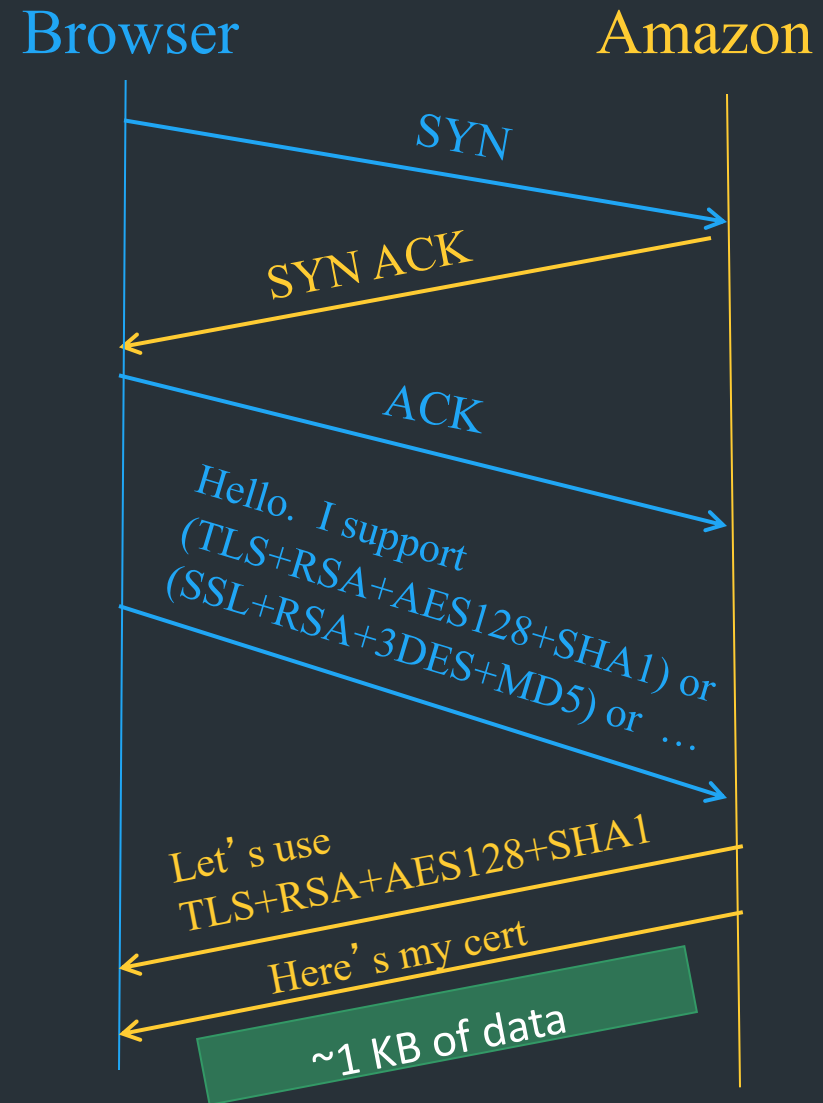 Browser
Amazon
SYN
SYN ACK
ACK
Hello.  I support
(TLS+RSA+AES128+SHA1) or
(SSL+RSA+3DES+MD5) or  …
Let’s use
TLS+RSA+AES128+SHA1
Here’s my cert
~1 KB of data